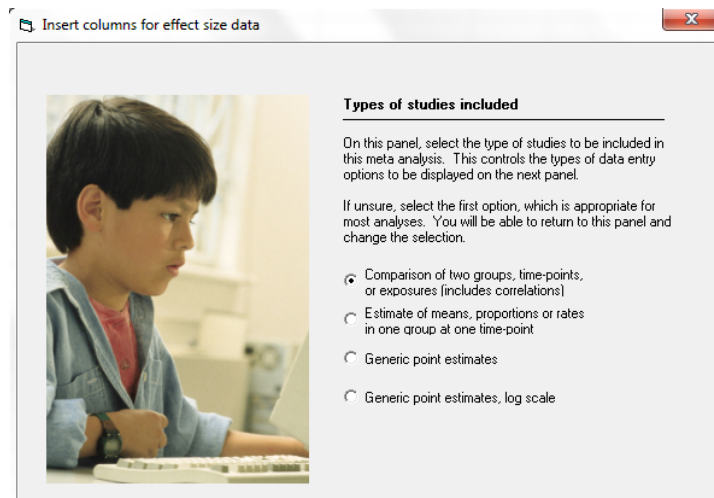 Insert columns for effect size data
Types of studies included
On this panel, select the type of studies to be included in
this meta analysis. This controls the types of data entry
options to be displayed on the next panel.
If unsure, select the first option, which is appropriate for
most analyses. You will be able to return to this panel and
change the selection.
Comparison of two groups, time-points,
or exposures (includes correlations)
Estimate of means, proportions or rates
in one group at one time-point
Generic point estimates
Generic point estimates, log scale